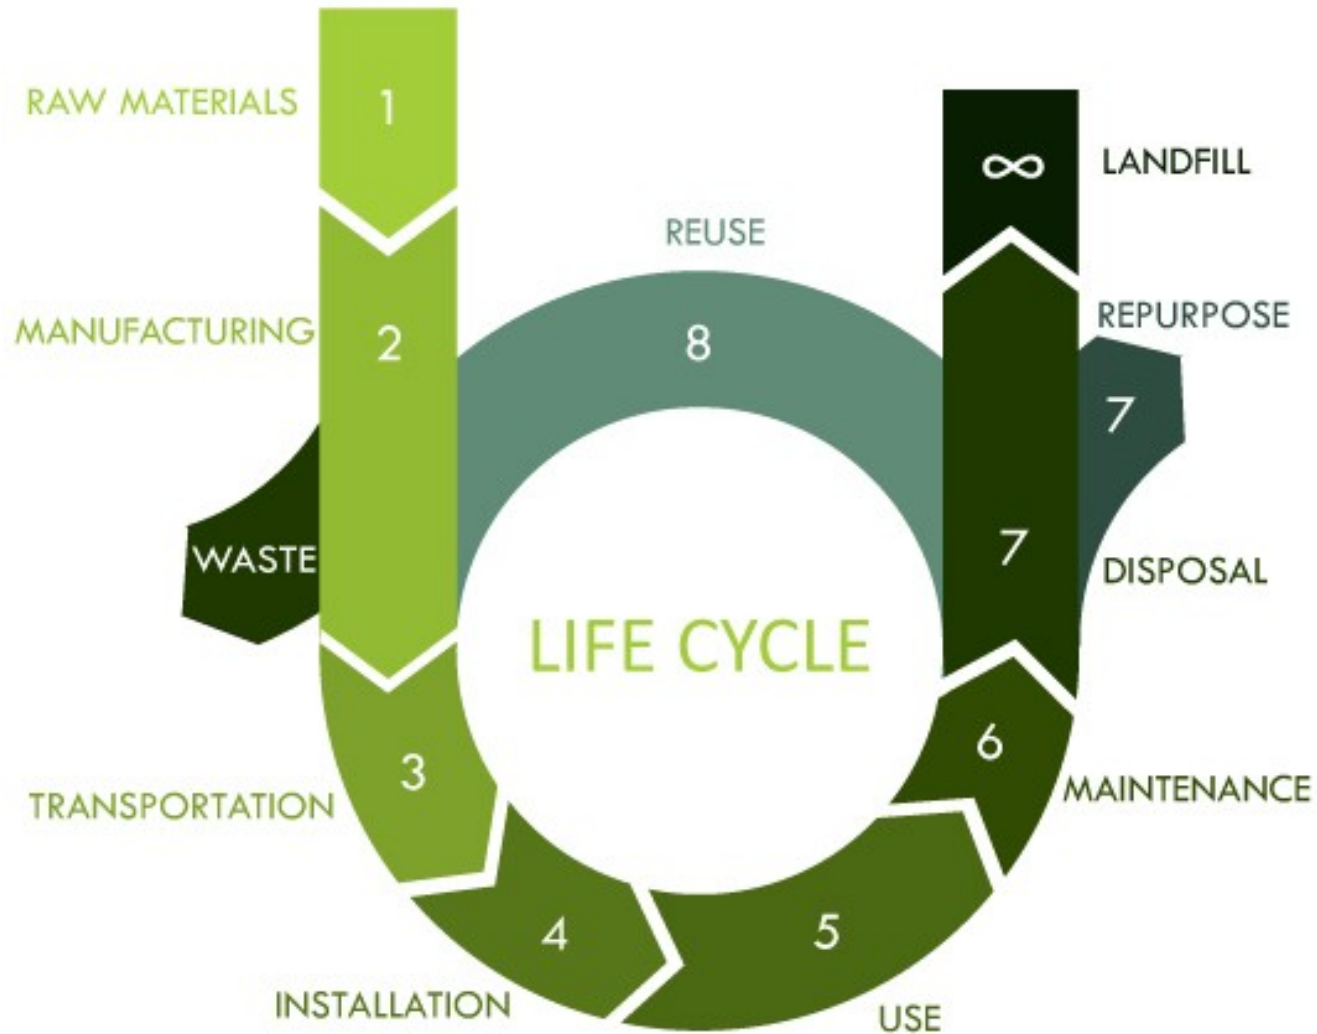 RAW MATERIALS
1
MANUFACTURING
2
WASTE
TRANSPORTATION
3
INSTALLATION
4
5
USE
6
MAINTENANCE
7
DISPOSAL
7
REPURPOSE
∞
LANDFILL
REUSE
8
LIFE CYCLE